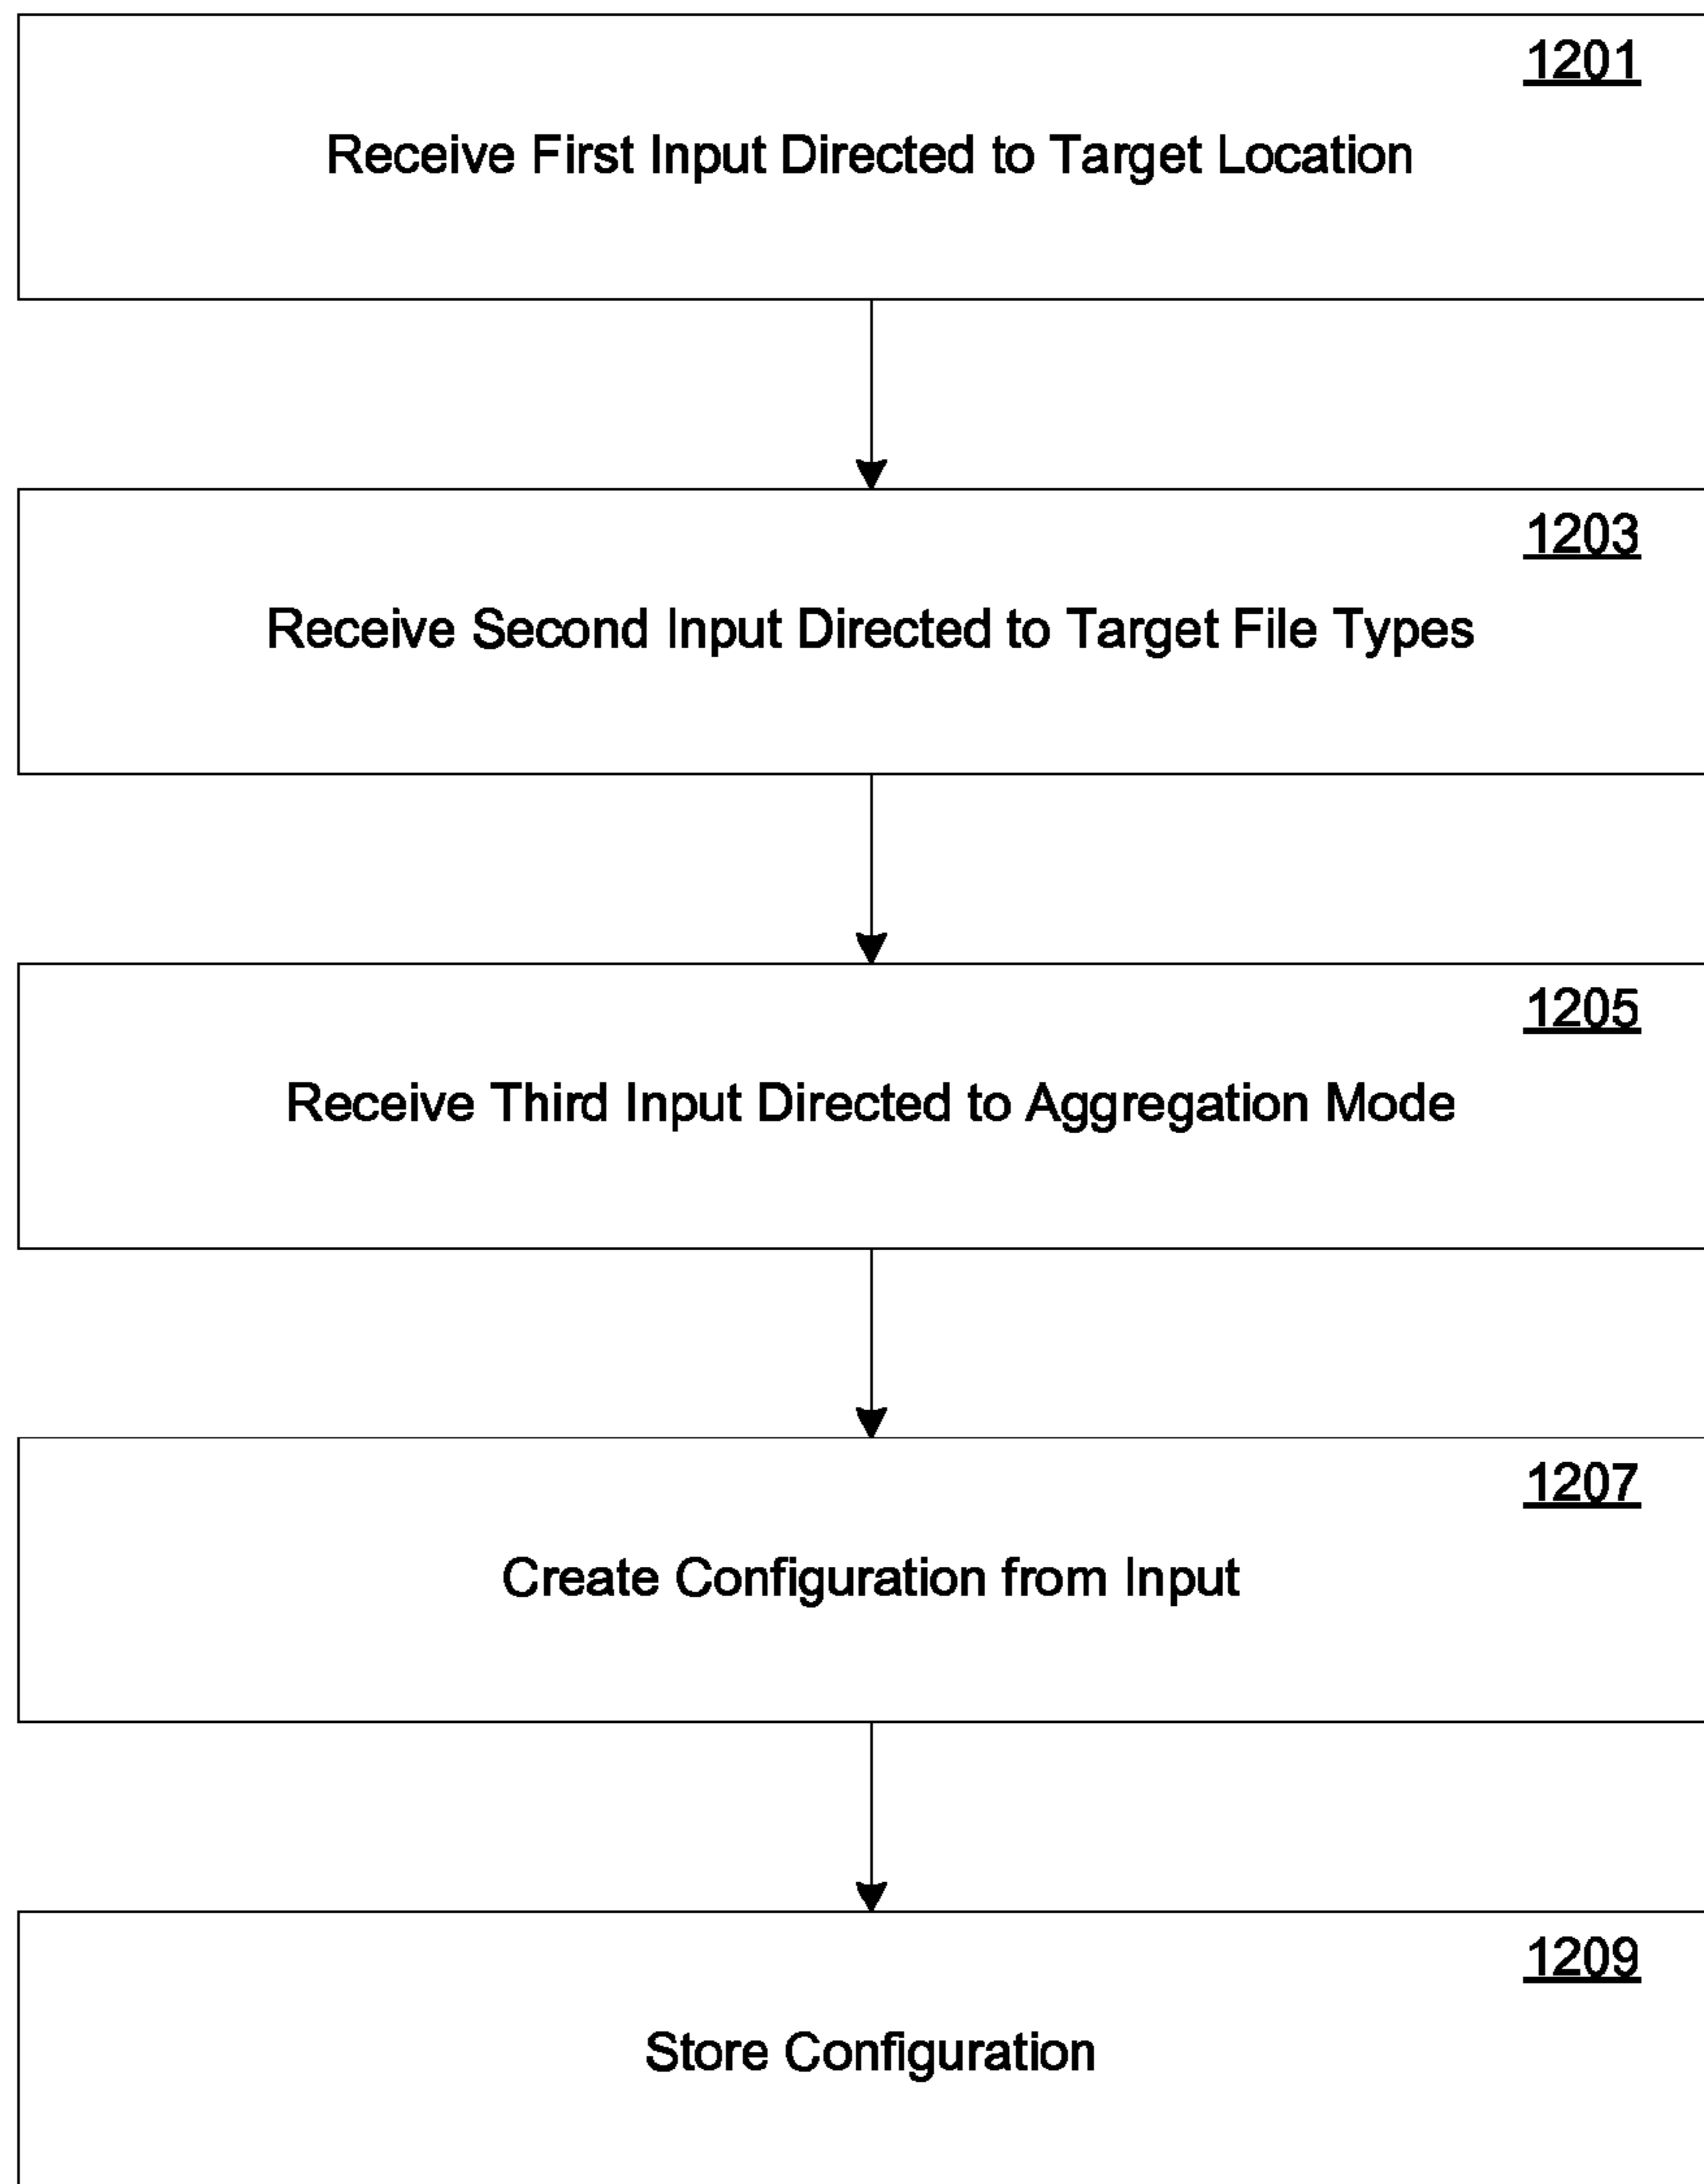 1201
Receive First Input Directed to Target Location
1203
Receive Second Input Directed to Target File Types
1205
Receive Third Input Directed to Aggregation Mode
1207
Create Configuration from Input
1209
Store Configuration